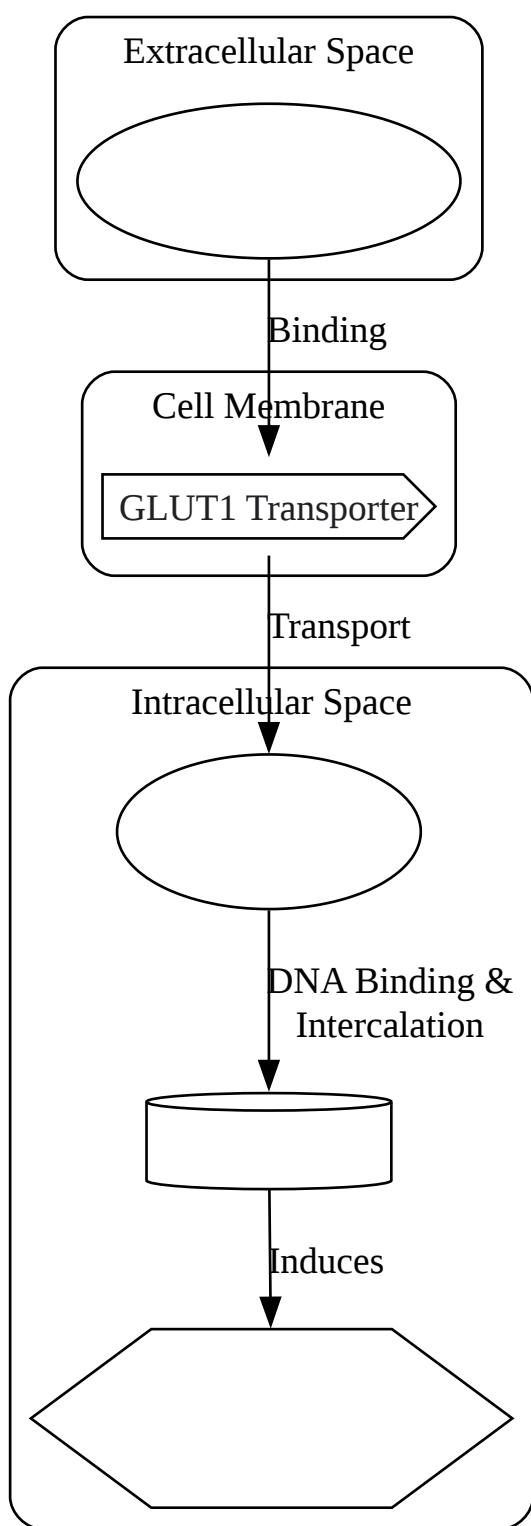 Extracellular Space
Binding
Cell Membrane
GLUT1 Transporter
Transport
Intracellular Space
DNA Binding &
Intercalation
Induces